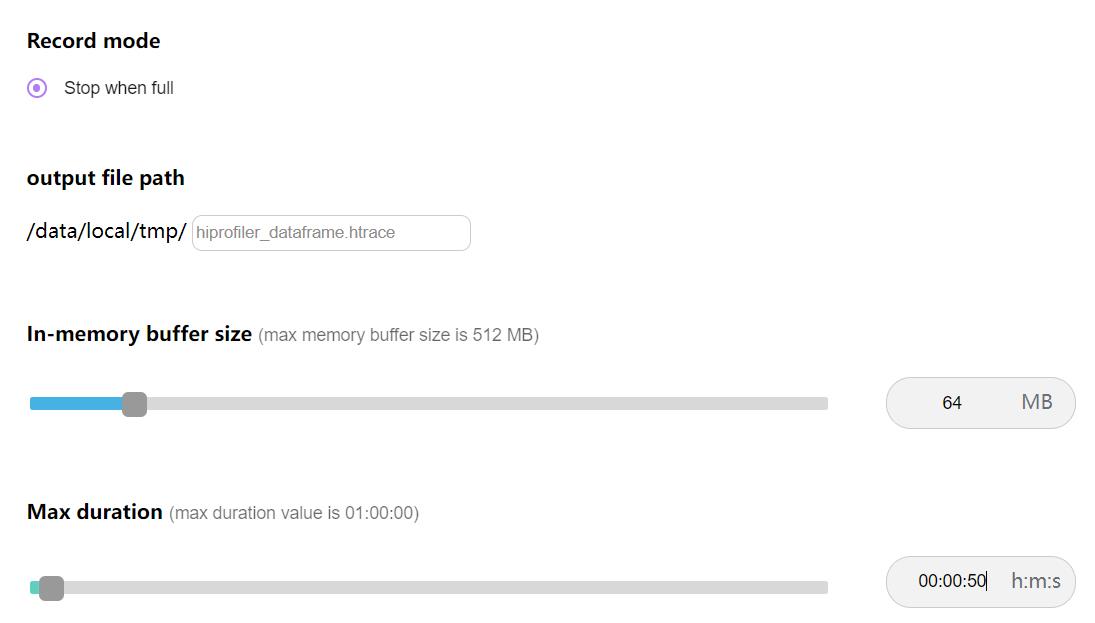 Record mode
Stop when full
output file path
/data/local/tmp/ hiprofiler_dataframe.htrace
In-memory buffer size (max memory buffer size is 512 MB)
64 MB
Max duration (max duration value is 01:00:00)
00:00:50 h:m:s